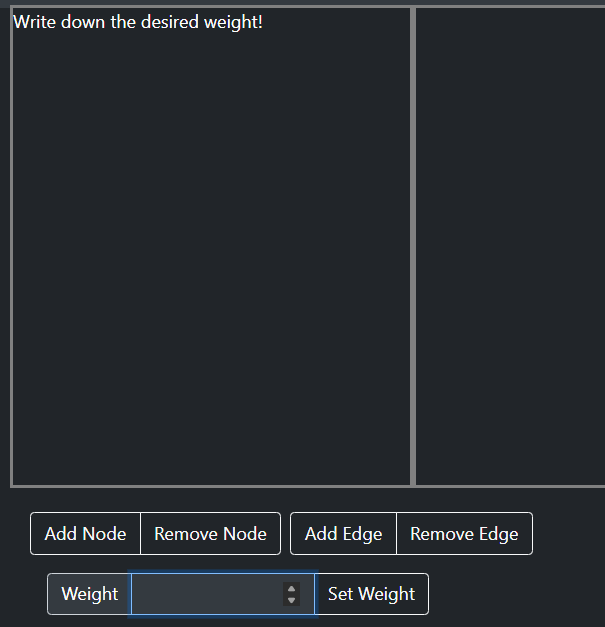 Write down the desired weight!
Add Node Remove Node Add Edge Remove Edge
Weight Set Weight